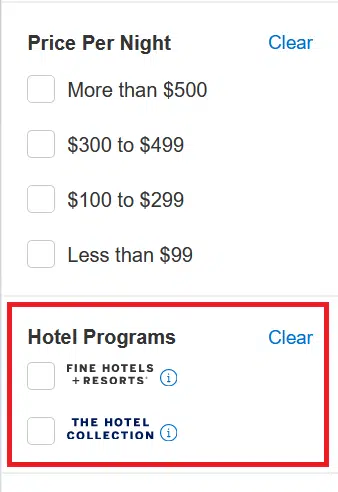 Price Per Night Clear
More than $500
$300 to $499
$100 to $299
Less than $99
Hotel Programs Clear
FINE HOTELS
+RESORTS®
THE HOTEL
COLLECTION